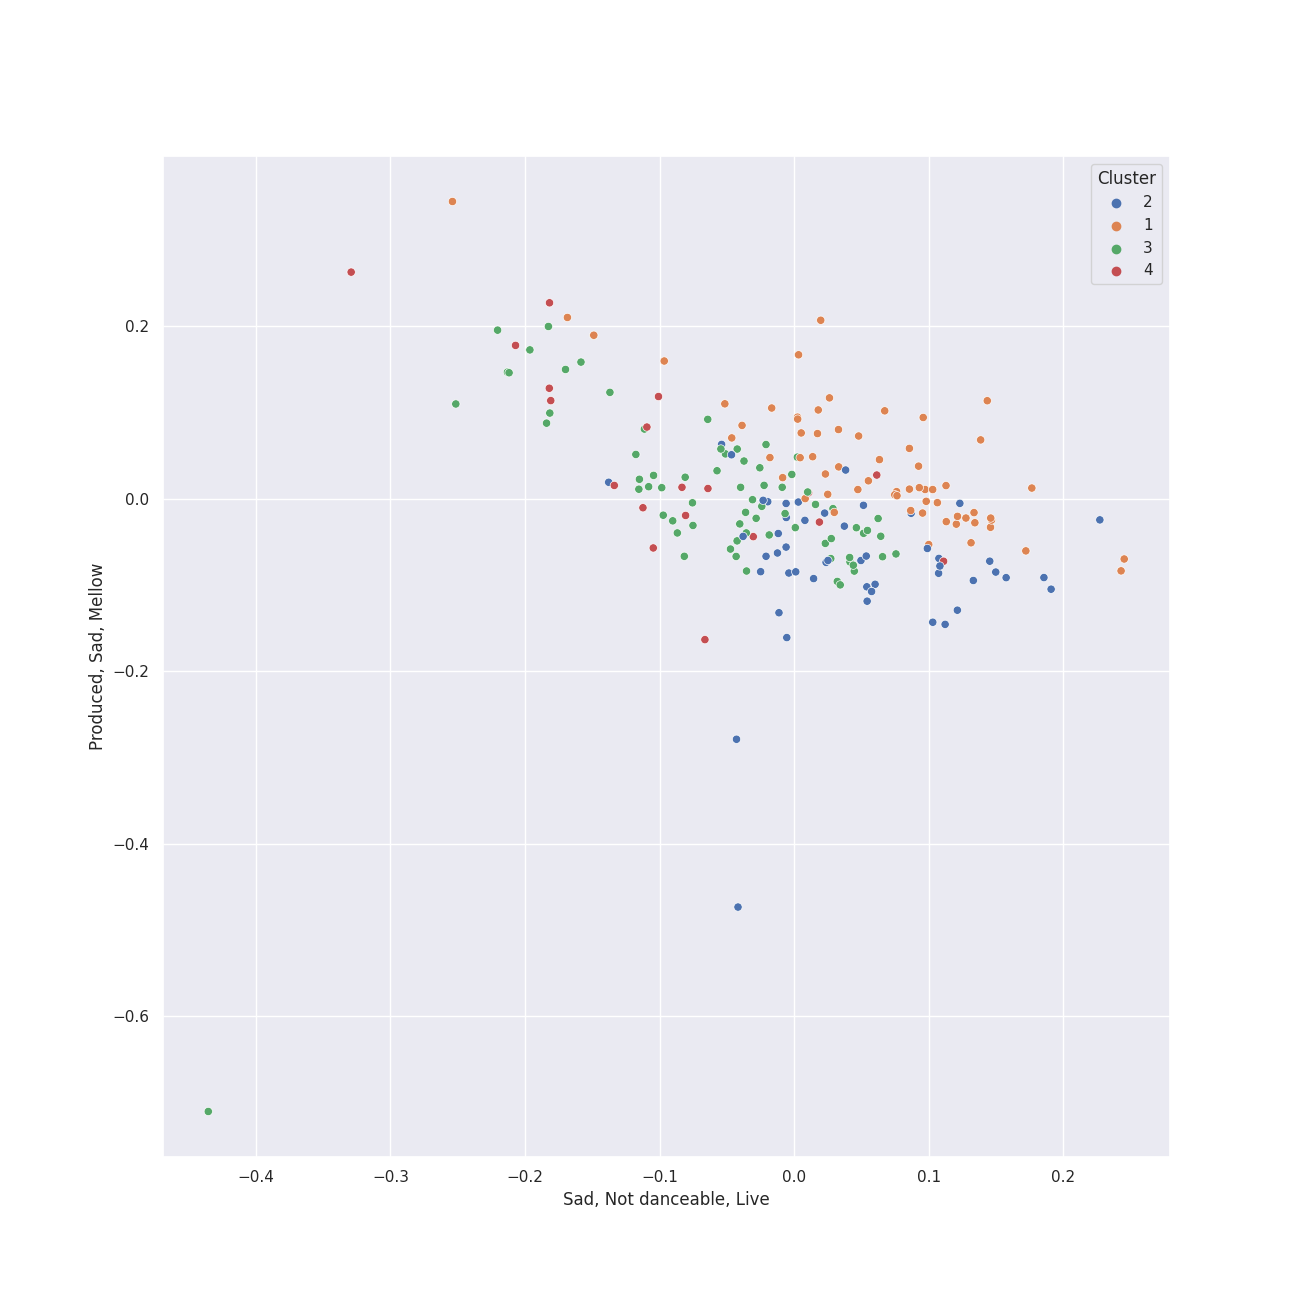 Cluster
2
1
3
4
0.2
0.0
−0.2
−0.4
−0.6
Produced, Sad, Mellow
−0.4 −0.3 −0.2 −0.1 0.0 0.1 0.2
Sad, Not danceable, Live